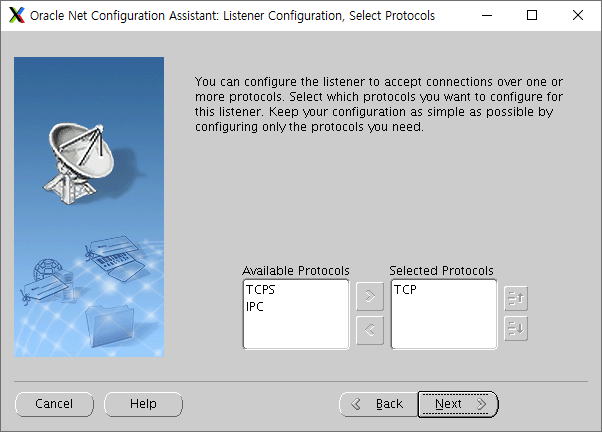 Oracle Net Configuration Assistant: Listener Configuration, Select Protocols
You can configure the listener to accept connections over one or
more protocols. Select which protocols you want to configure for
this listener. Keep your configuration as simple as possible by
configuring only the protocols you need.
Available Protocols
Selected Protocols
TCPS
IPC
TCP
Cancel
Help
Back
Next